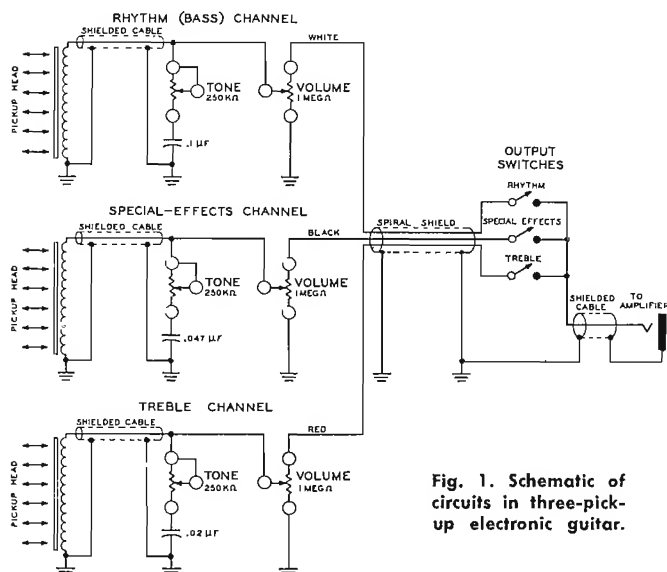 RHYTHM (BASS) CHANNEL
SHIELDED CABLE
WHITE
PICKUP HEAD
TONE
250KΩ
VOLUME
1 MEGΩ
.1 µF
OUTPUT
SWITCHES
RHYTHM
SPECIAL EFFECTS
TREBLE
SPECIAL-EFFECTS CHANNEL
SHIELDED CABLE
BLACK
SPIRAL SHIELD
PICKUP HEAD
TONE
250KΩ
VOLUME
1 MEGΩ
.047 µF
SHIELDED
CABLE
TO
AMPLIFIER
TREBLE CHANNEL
SHIELDED CABLE
RED
PICKUP HEAD
TONE
250KΩ
VOLUME
1 MEGΩ
.02 µF
Fig. 1. Schematic of
circuits in three-pick-
up electronic guitar.